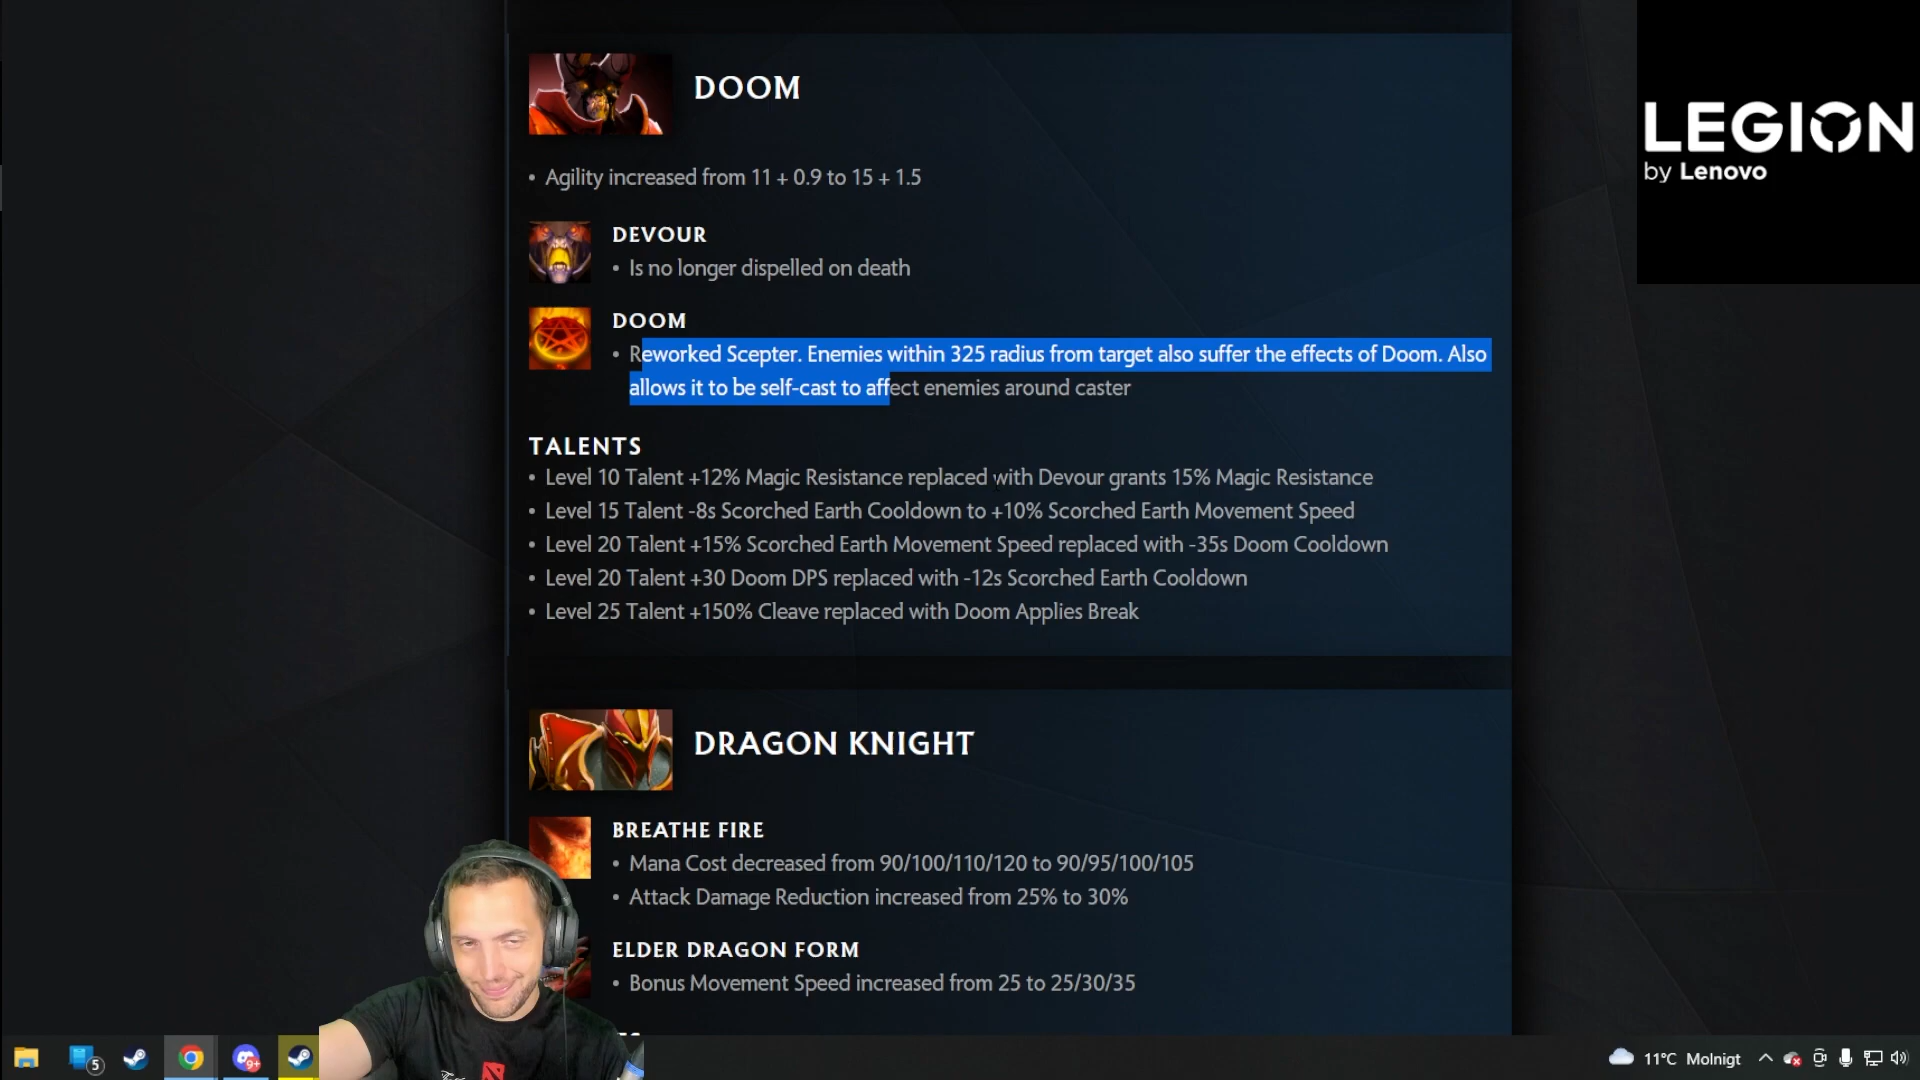 DOOM
• Agility increased from 11 + 0.9 to 15 + 1.5
DEVOUR
• Is no longer dispelled on death
DOOM
• Reworked Scepter. Enemies within 325 radius from target also suffer the effects of Doom. Also
allows it to be self-cast to affect enemies around caster
TALENTS
• Level 10 Talent +12% Magic Resistance replaced with Devour grants 15% Magic Resistance
• Level 15 Talent -8s Scorched Earth Cooldown to +10% Scorched Earth Movement Speed
• Level 20 Talent +15% Scorched Earth Movement Speed replaced with -35s Doom Cooldown
• Level 20 Talent +30 Doom DPS replaced with -12s Scorched Earth Cooldown
• Level 25 Talent +150% Cleave replaced with Doom Applies Break
DRAGON KNIGHT
BREATHE FIRE
• Mana Cost decreased from 90/100/110/120 to 90/95/100/105
• Attack Damage Reduction increased from 25% to 30%
ELDER DRAGON FORM
• Bonus Movement Speed increased from 25 to 25/30/35
LEGION
by Lenovo
5
9+
11°C Molnigt